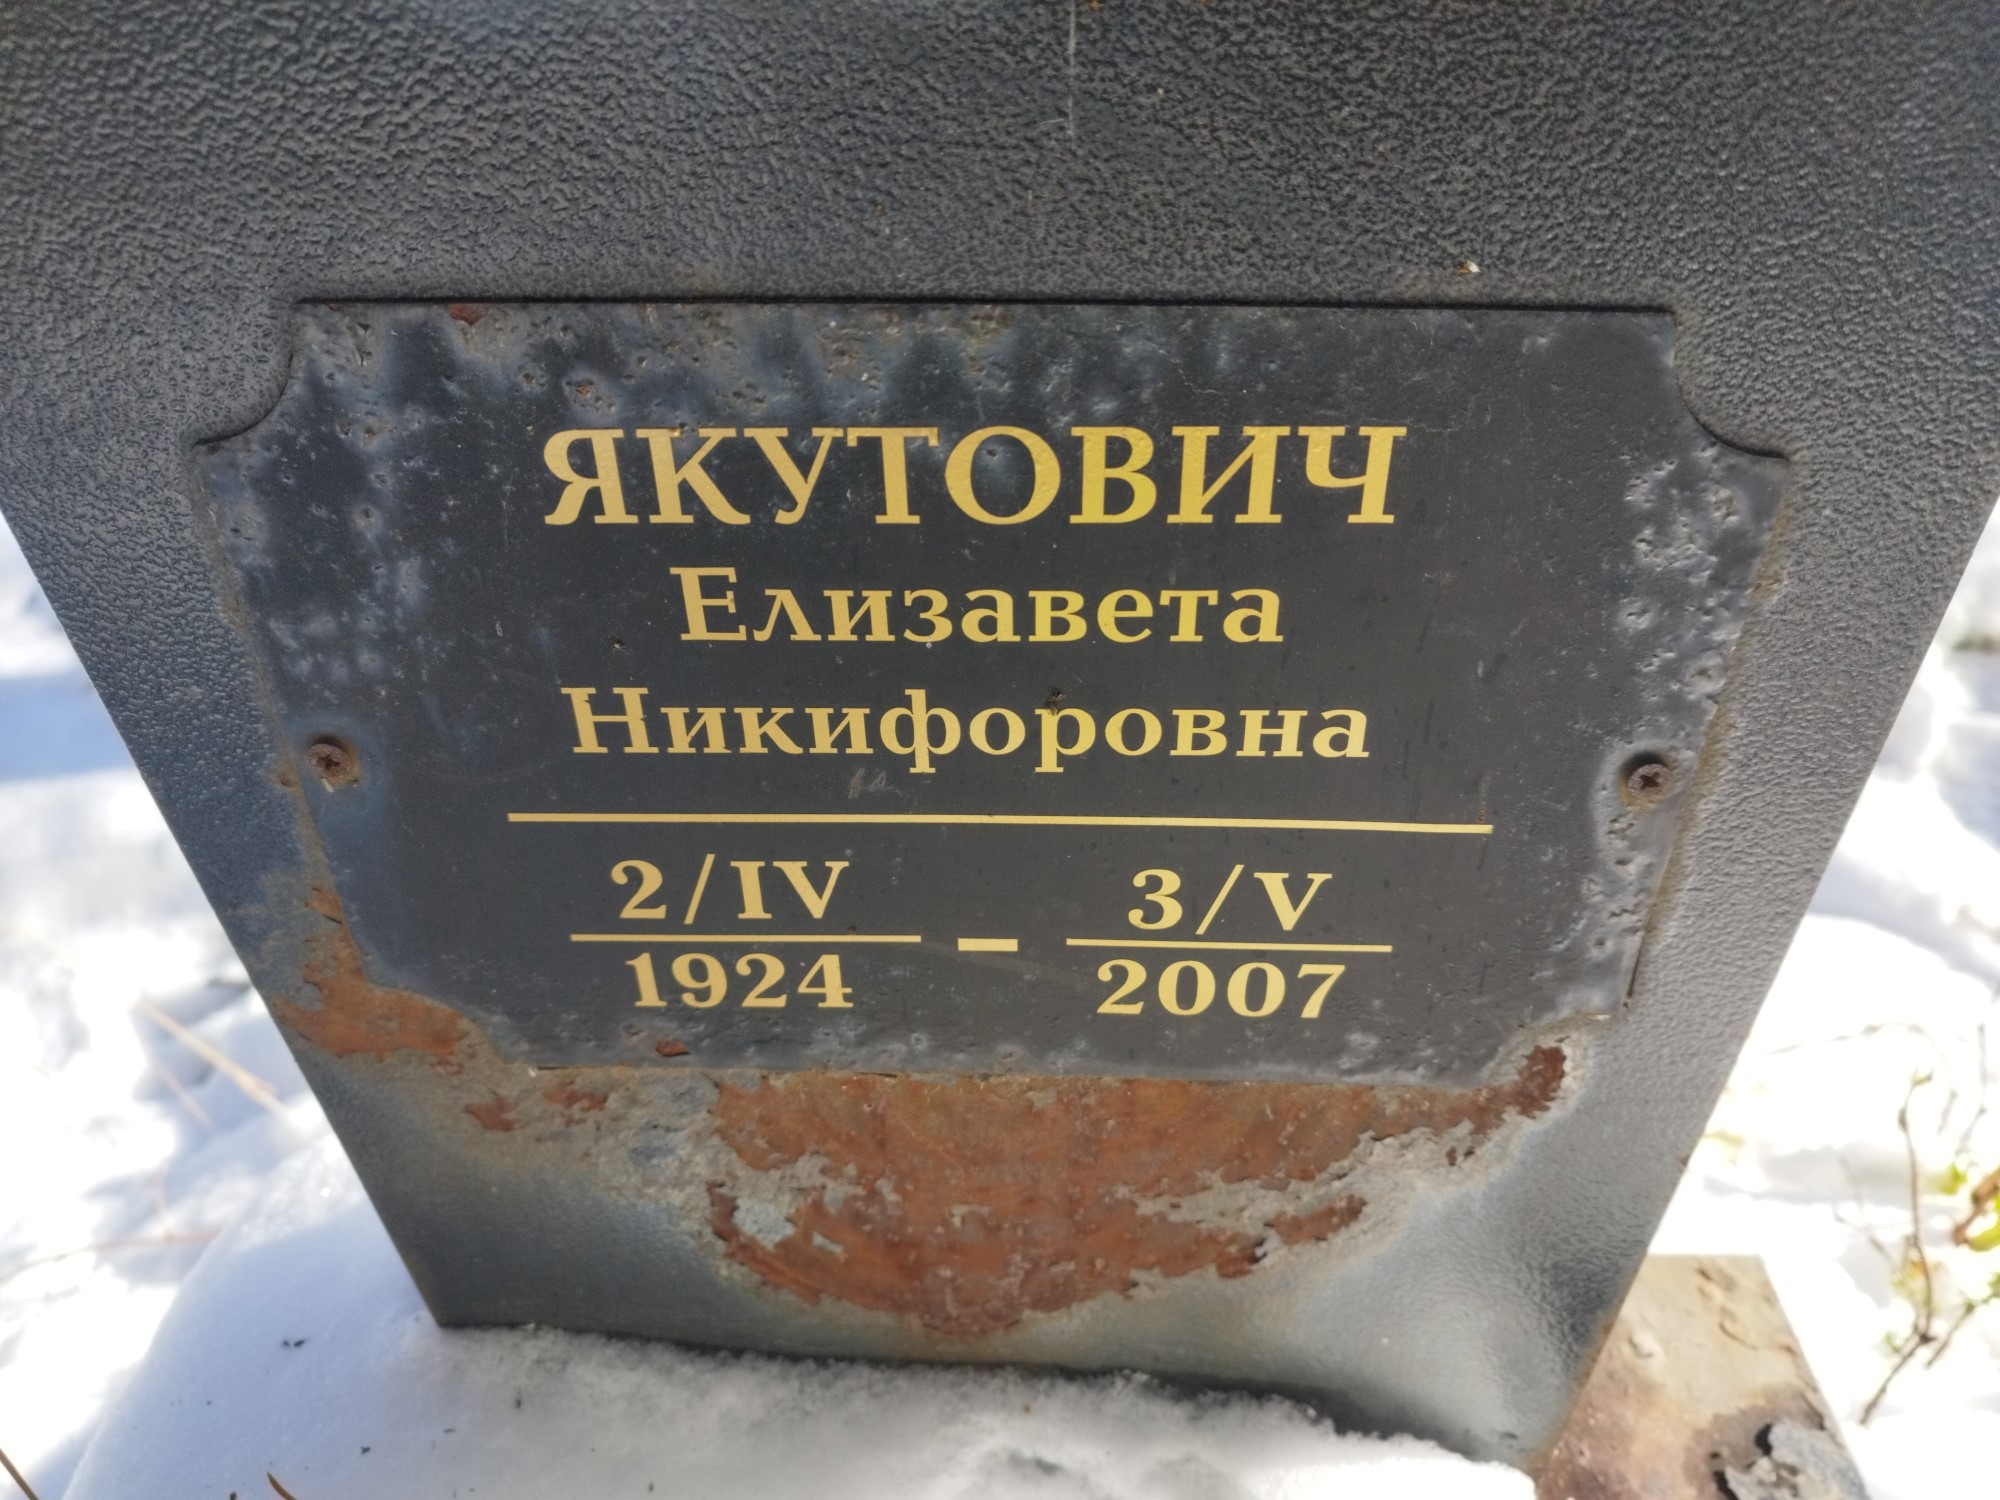 ЯКУТОВИЧ
Елизавета
Никифоровна
2/IV - 3/V
1924 2007